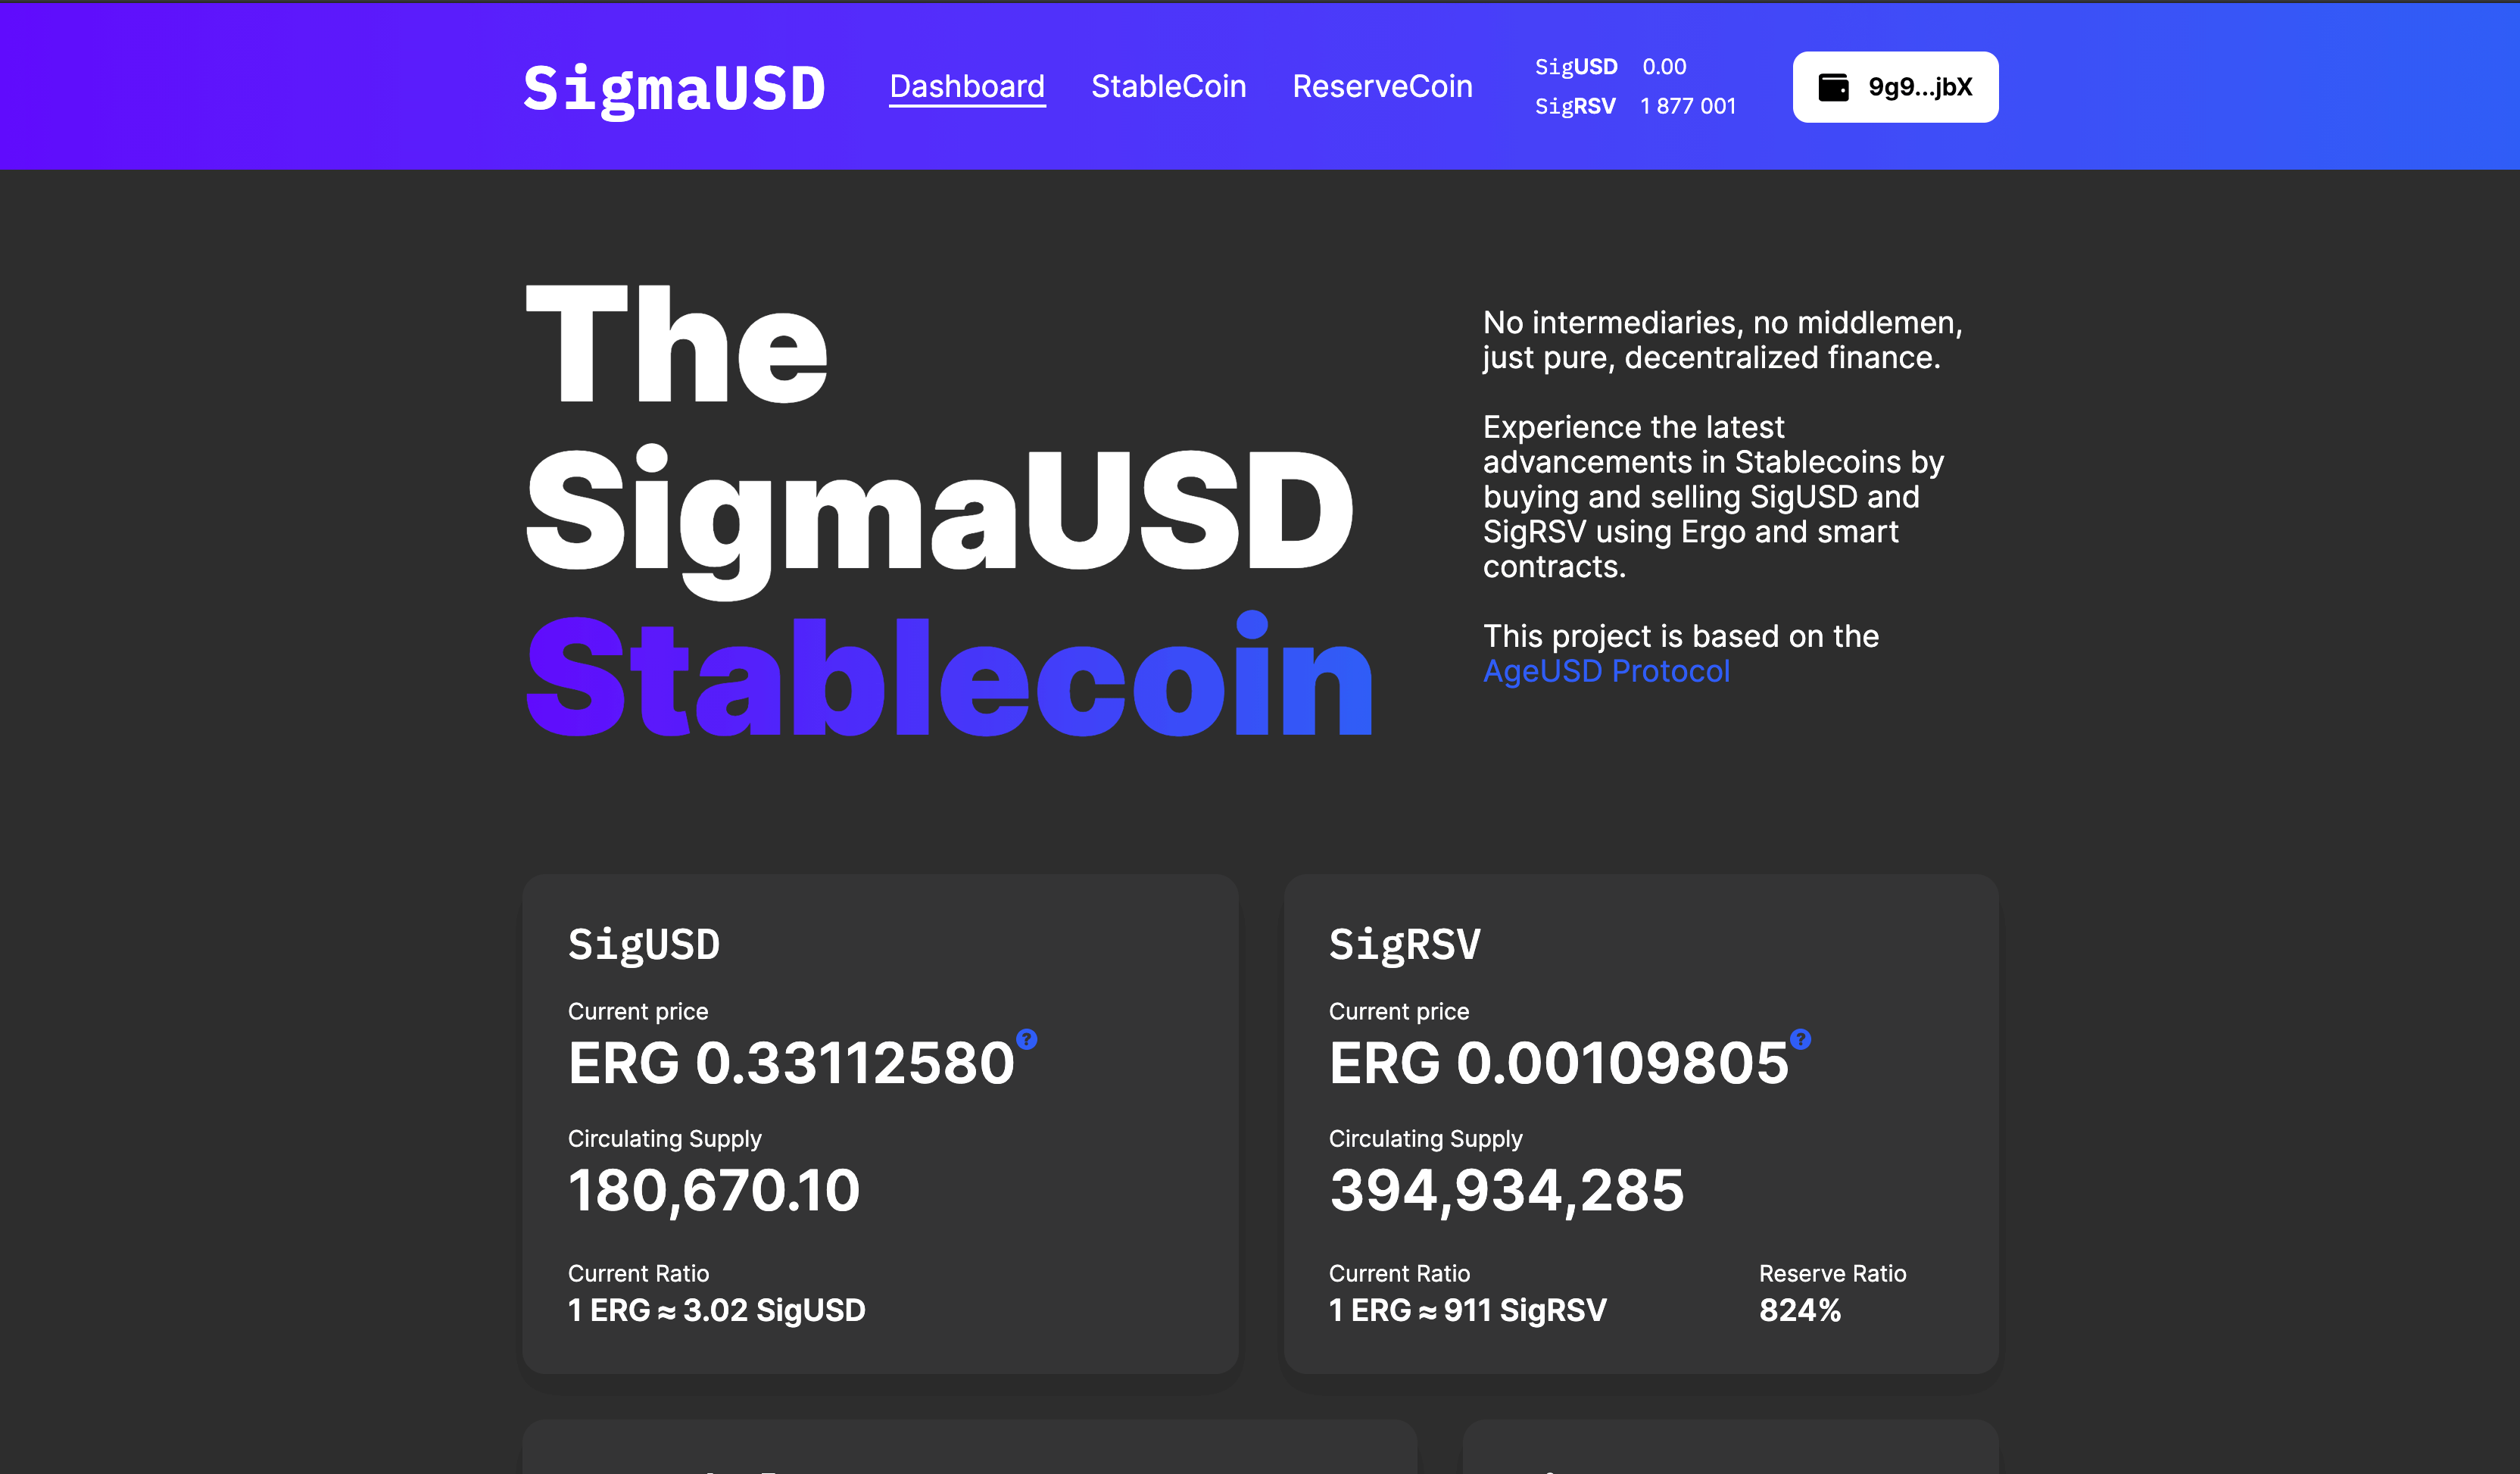 SigmaUSD
Dashboard
StableCoin
ReserveCoin
SigUSD 0.00
SigRSV 1 877 001
9g9...jbX
The
SigmaUSD
Stablecoin
No intermediaries, no middlemen,
just pure, decentralized finance.
Experience the latest
advancements in Stablecoins by
buying and selling SigUSD and
SigRSV using Ergo and smart
contracts.
This project is based on the
AgeUSD Protocol
SigUSD
Current price
ERG 0.33112580
?
Circulating Supply
180,670.10
Current Ratio
1 ERG ≈ 3.02 SigUSD
SigRSV
Current price
ERG 0.00109805
?
Circulating Supply
394,934,285
Current Ratio
1 ERG ≈ 911 SigRSV
Reserve Ratio
824%